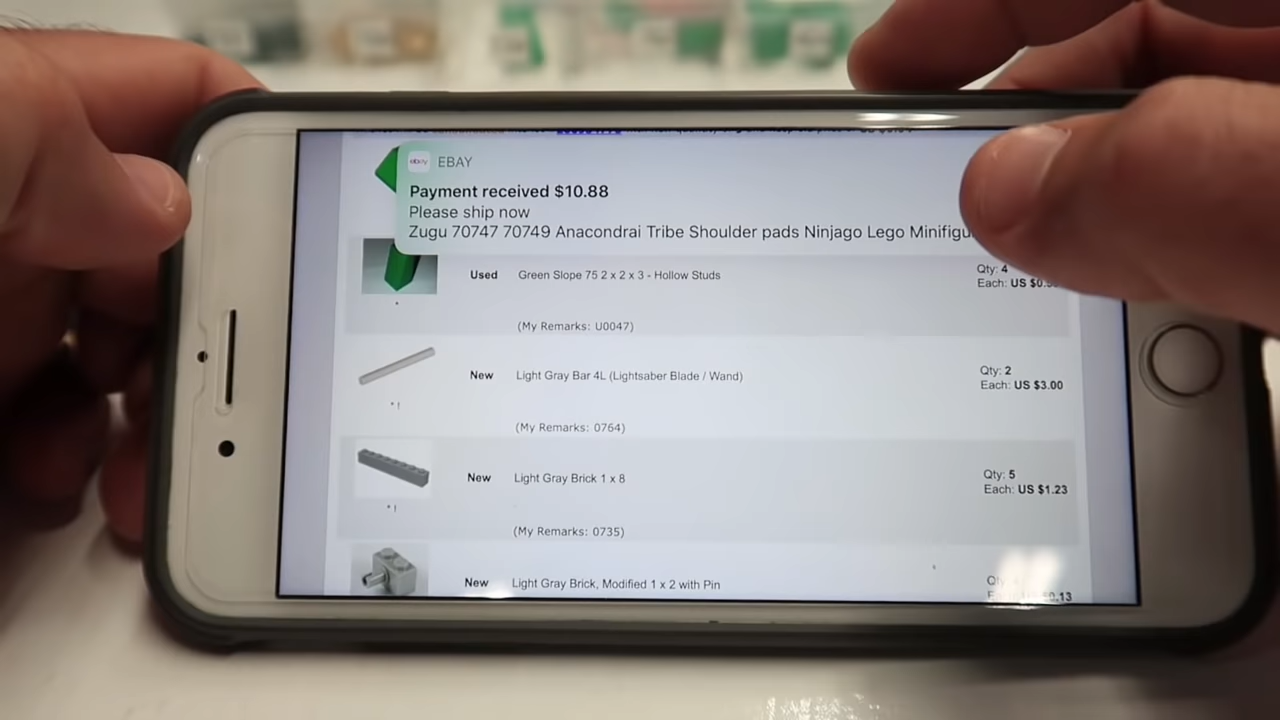 ebay EBAY
Payment received $10.88
Please ship now
Zugu 70747 70749 Anacondrai Tribe Shoulder pads Ninjago Lego
Used Green Slope 75 2 x 2 x 3 - Hollow Studs Qty: 4
Each: US
(My Remarks: U0047)
New Light Gray Bar 4L (Lightsaber Blade / Wand) Qty: 2
Each: US $3.00
* !
(My Remarks: 0764)
New Light Gray Brick 1 x 8 Qty: 5
Each: US $1.23
* !
(My Remarks: 0735)
New Light Gray Brick, Modified 1 x 2 with Pin